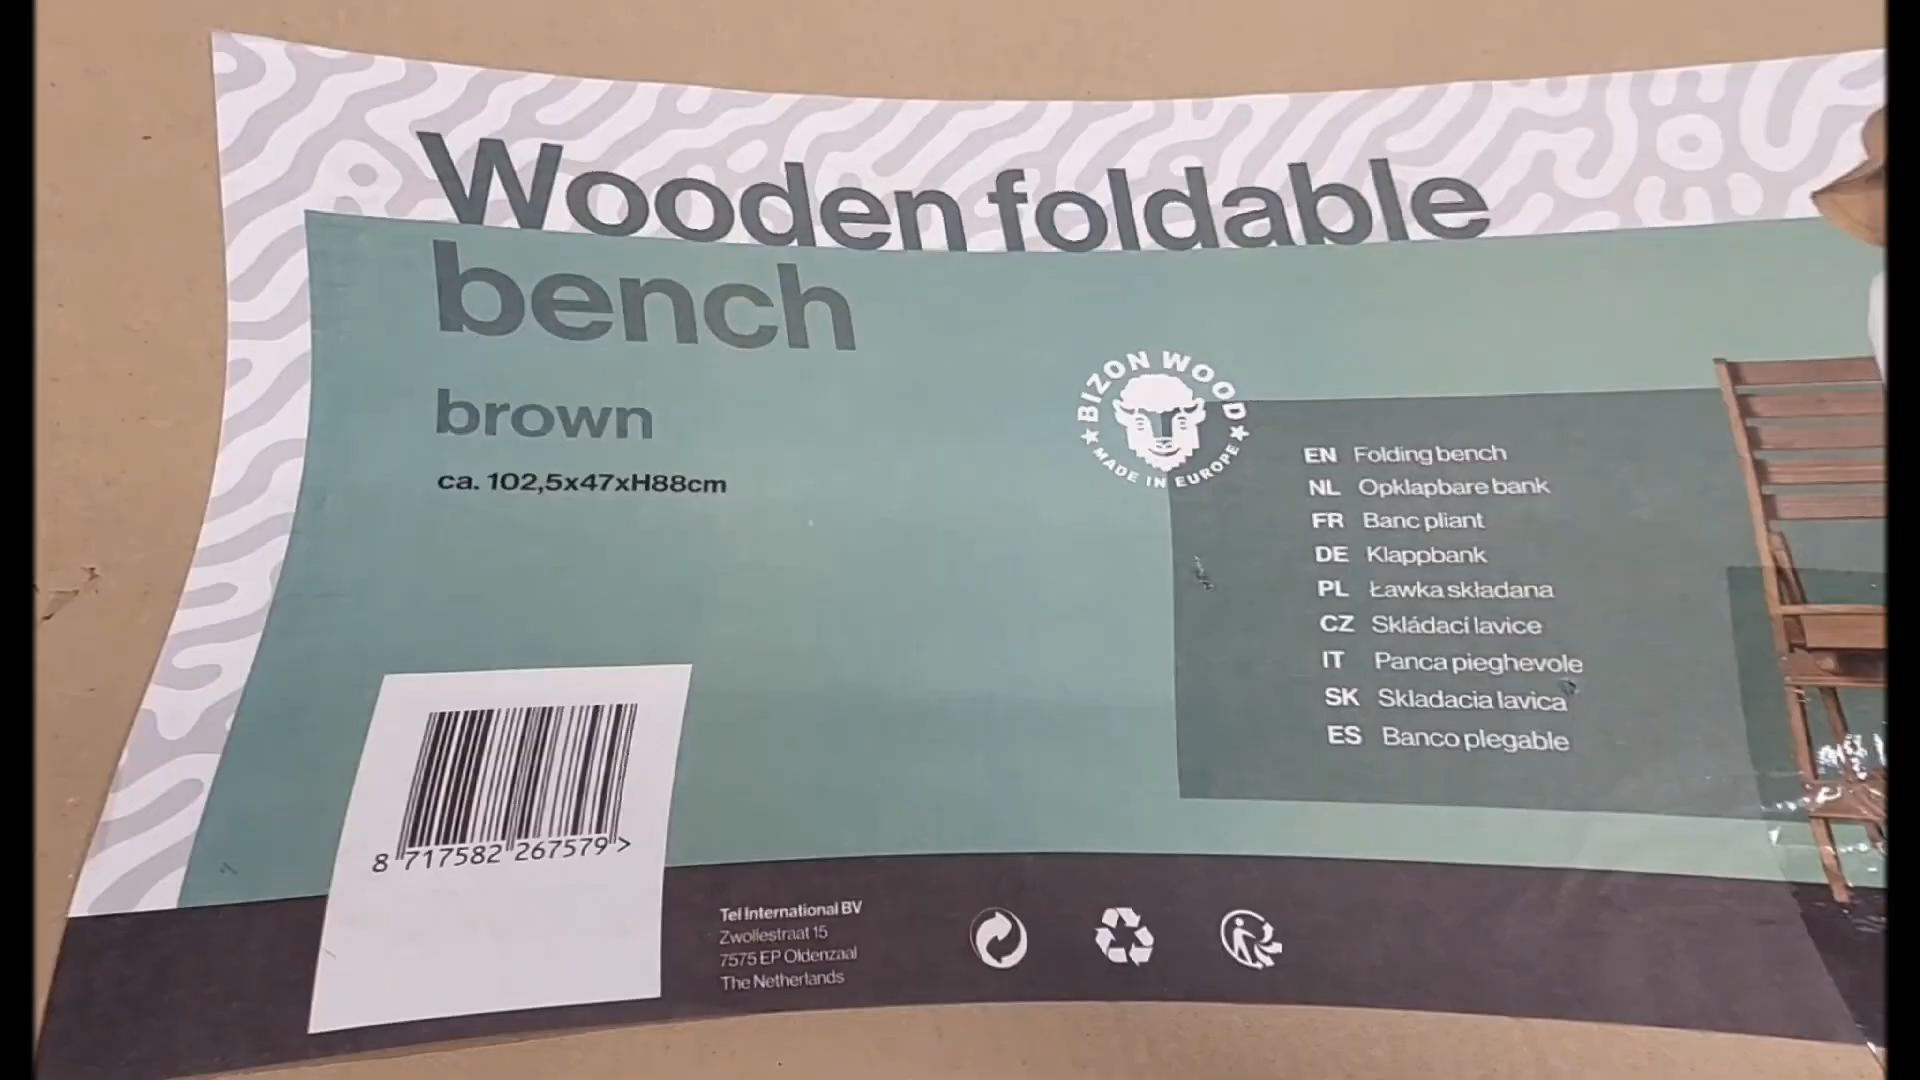 Wooden foldable
bench
brown
ca. 102,5x47xH88cm
BIZON WOOD
MADE IN EUROPE
EN Folding bench
NL Opklapbare bank
FR Banc pliant
DE Klappbank
PL Ławka składana
CZ Skládací lavice
IT Panca pieghevole
SK Skladacia lavica
ES Banco plegable
8 717582 267579 >
Tel International BV
Zwollestraat 15
7575 EP Oldenzaal
The Netherlands